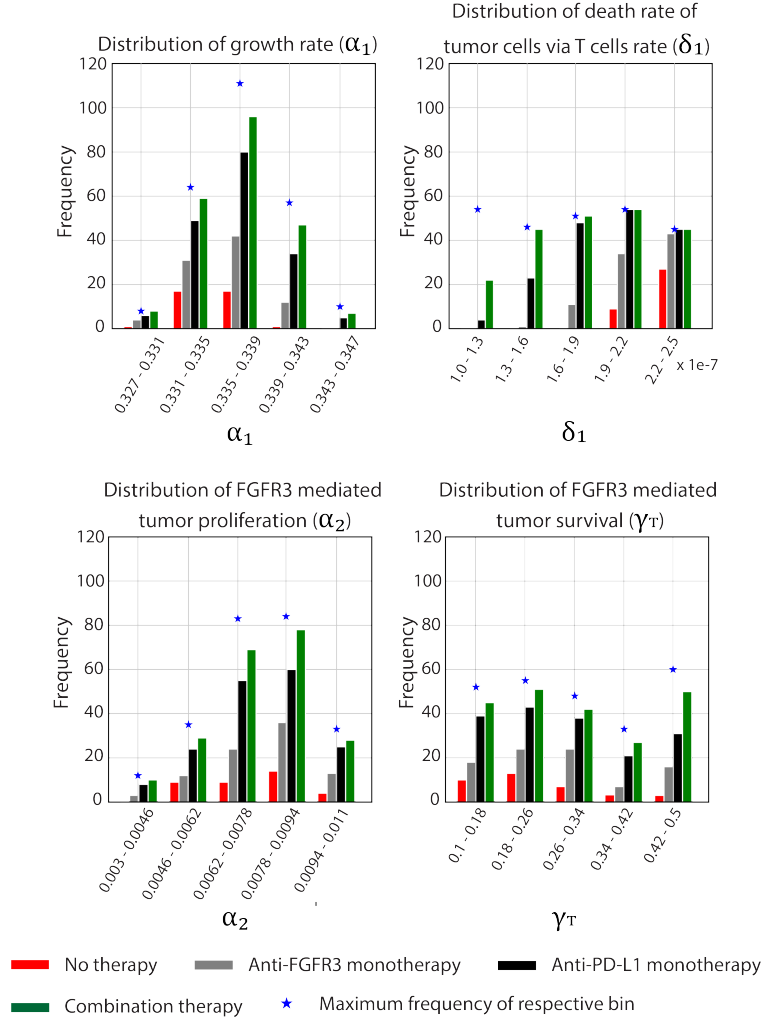 Distribution of growth rate (α1)
Distribution of death rate of
tumor cells via T cells rate (δ1)
Frequency
120
100
80
60
40
20
0
0.327 - 0.331
0.331 - 0.335
0.335 - 0.339
0.339 - 0.343
0.343 - 0.347
α1
Frequency
120
100
80
60
40
20
0
1.0 - 1.3
1.3 - 1.6
1.6 - 1.9
1.9 - 2.2
2.2 - 2.5
x 1e-7
δ1
Distribution of FGFR3 mediated
tumor proliferation (α2)
Frequency
120
100
80
60
40
20
0
0.003 - 0.0046
0.0046 - 0.0062
0.0062 - 0.0078
0.0078 - 0.0094
0.0094 - 0.011
α2
Distribution of FGFR3 mediated
tumor survival (γT)
Frequency
120
100
80
60
40
20
0
0.1 - 0.18
0.18 - 0.26
0.26 - 0.34
0.34 - 0.42
0.42 - 0.5
γT
No therapy
Anti-FGFR3 monotherapy
Anti-PD-L1 monotherapy
Combination therapy
Maximum frequency of respective bin